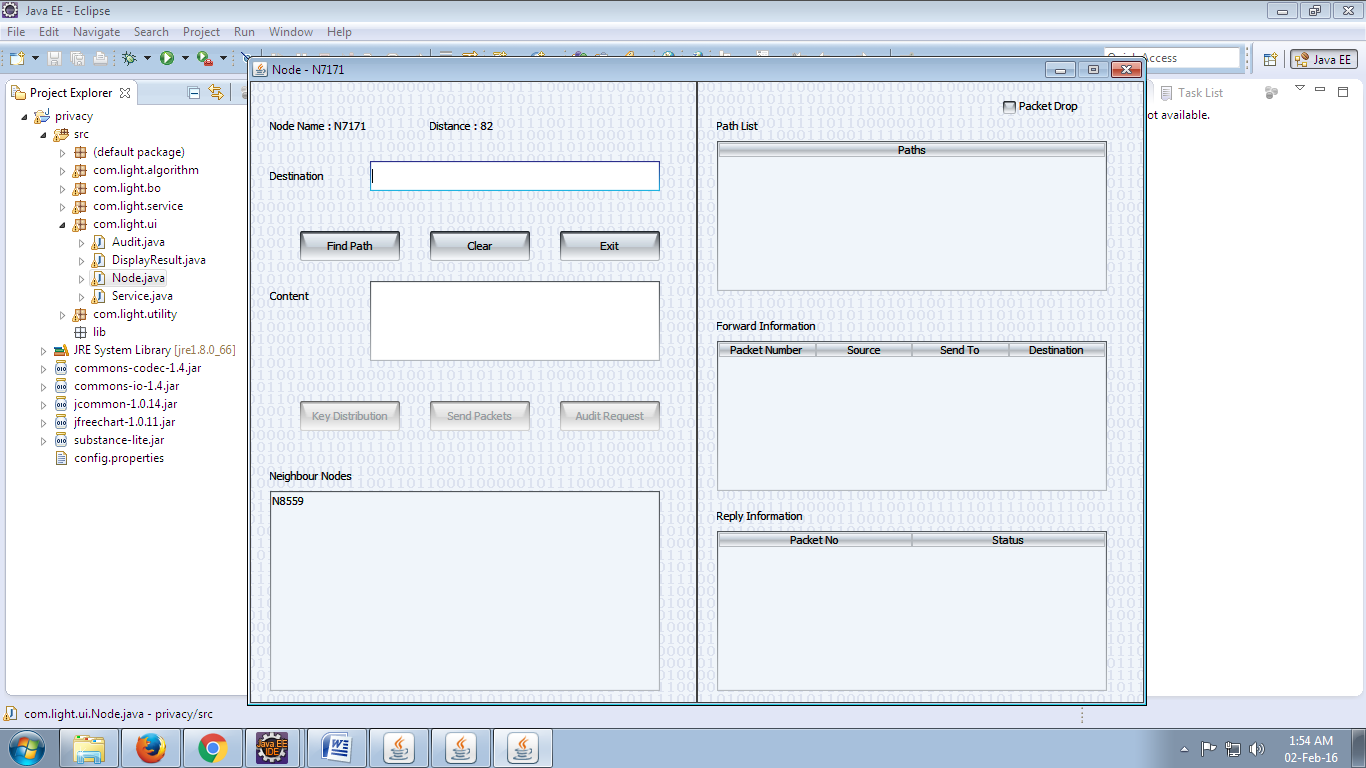 Java EE - Eclipse
File Edit Navigate Search Project Run Window Help
Access
Java EE
Project Explorer
privacy
src
(default package)
com.light.algorithm
com.light.bo
com.light.service
com.light.ui
Audit.java
DisplayResult.java
Node.java
Service.java
com.light.utility
lib
JRE System Library [jre1.8.0_66]
commons-codec-1.4.jar
commons-io-1.4.jar
jcommon-1.0.14.jar
jfreechart-1.0.11.jar
substance-lite.jar
config.properties
Node - N7171
Node Name : N7171 Distance : 82
Destination
Find Path Clear Exit
Content
Key Distribution Send Packets Audit Request
Neighbour Nodes
N8559
Packet Drop
Path List
Paths
Forward Information
Packet Number Source Send To Destination
Reply Information
Packet No Status
Task List
ot available.
com.light.ui.Node.java - privacy/src
Java EE
IDE
1:54 AM
02-Feb-16